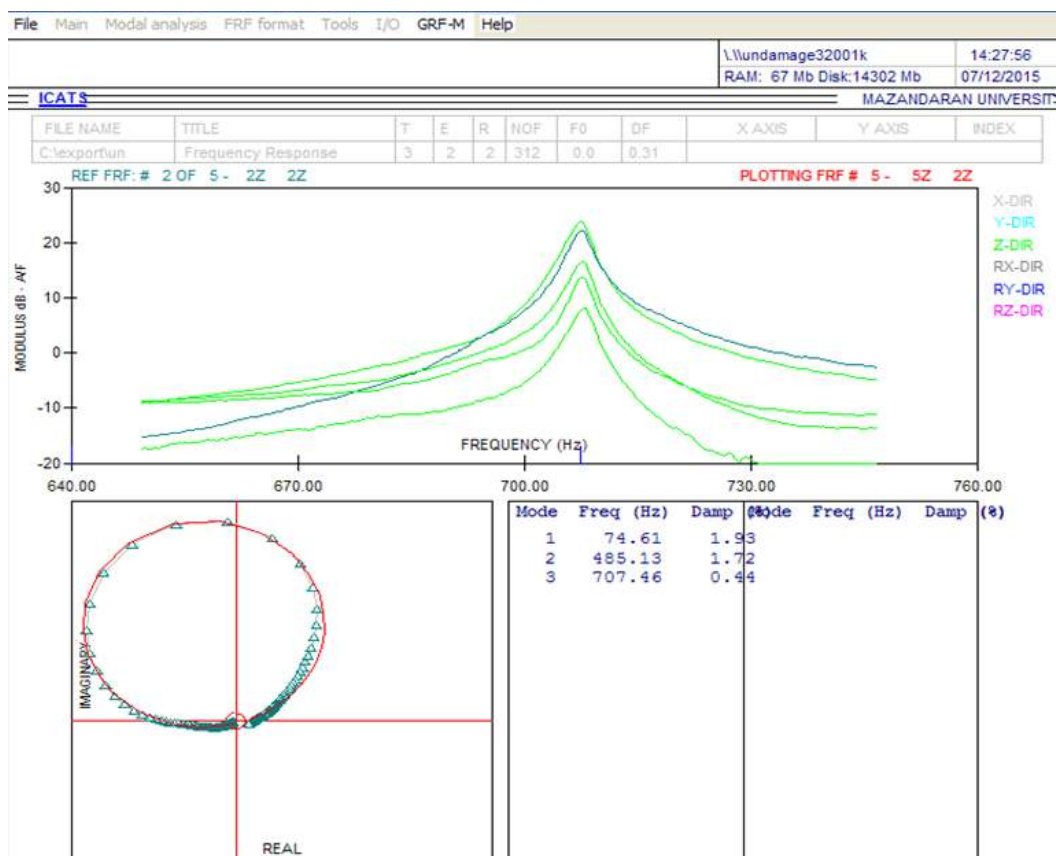 File Main Modal analysis FRF format Tools I/O GRF-M Help
\.\\undamage32001k 14:27:56
RAM: 67 Mb Disk:14302 Mb 07/12/2015
ICATS MAZANDARAN UNIVERSIT
FILE NAME TITLE T E R NOF F0 DF X AXIS Y AXIS INDEX
C:\export\un Frequency Response 3 2 2 312 0.0 0.31
REF FRF: # 2 OF 5 - 2Z 2Z PLOTTING FRF # 5 - 5Z 2Z
30
20
10
0
-10
-20
MODULUS dB - A/F
X-DIR
Y-DIR
Z-DIR
RX-DIR
RY-DIR
RZ-DIR
FREQUENCY (Hz)
640.00 670.00 700.00 730.00 760.00
IMAGINARY
REAL
Mode Freq (Hz) Damp (%) Mode Freq (Hz) Damp (%)
1 74.61 1.93
2 485.13 1.72
3 707.46 0.44